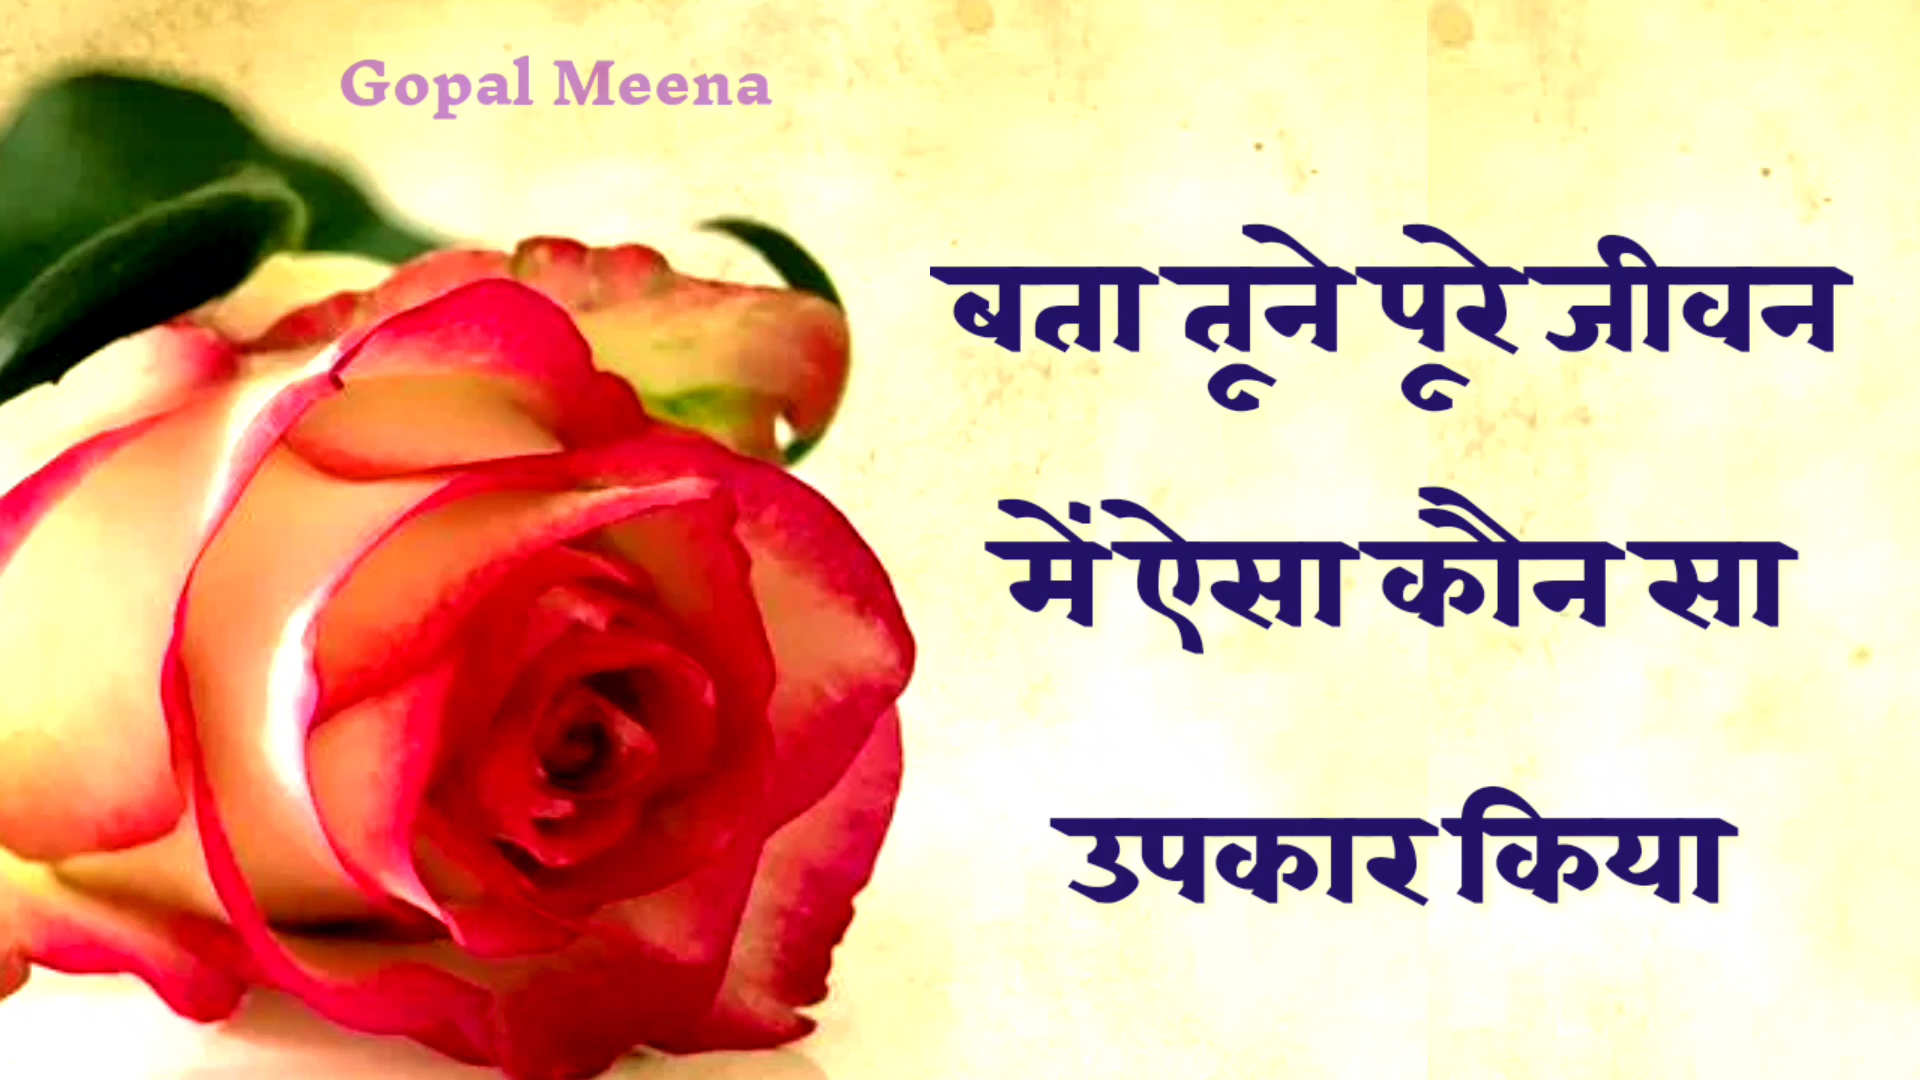 Gopal Meena
बता तूने पूरे जीवन
में ऐसा कौन सा
उपकार किया